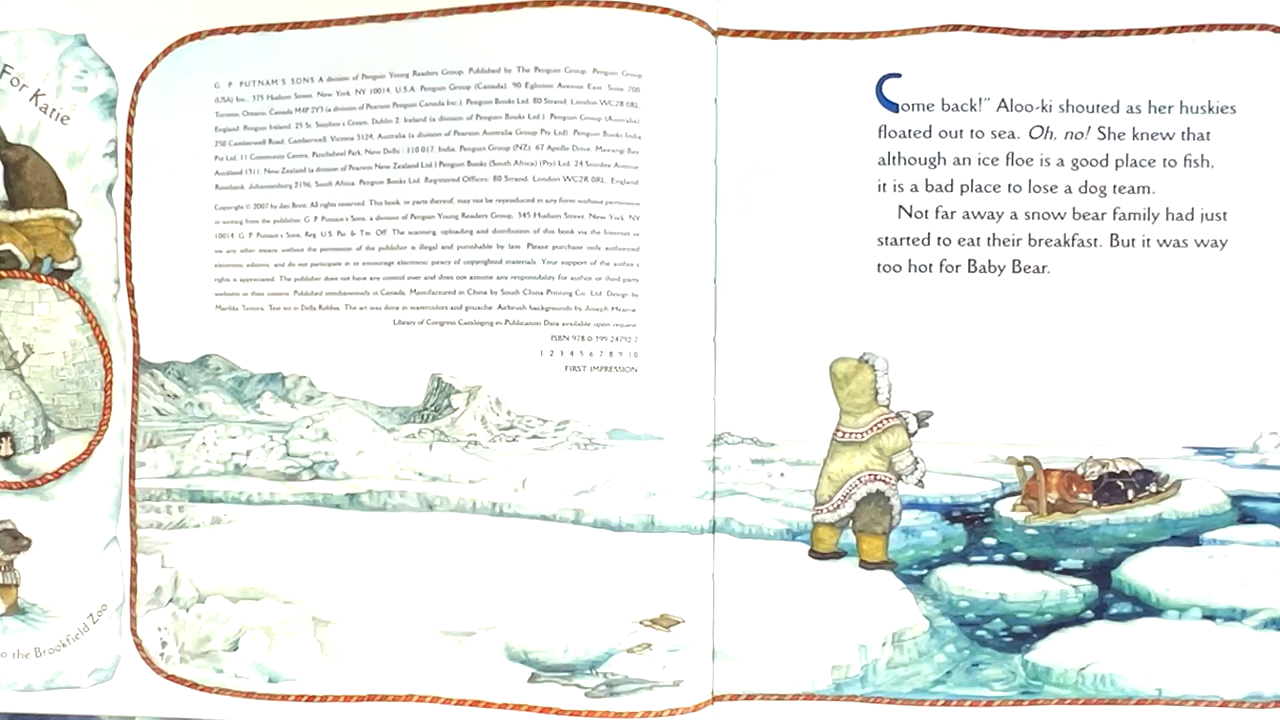 For Katie
o the Brookfield Zoo
G. P. PUTNAM'S SONS A division of Penguin Young Readers Group. Published by The Penguin Group. Penguin Group
(USA) Inc., 375 Hudson Street, New York, NY 10014, U.S.A. Penguin Group (Canada), 90 Eglinton Avenue East, Suite 700
Toronto, Ontario, Canada M4P 2Y3 (a division of Pearson Penguin Canada Inc.) Penguin Books Ltd, 80 Strand, London WC2R 0RL
England Penguin Ireland, 25 St. Stephen's Green, Dublin 2, Ireland (a division of Penguin Books Ltd.) Penguin Group (Australia)
250 Camberwell Road, Camberwell, Victoria 3124, Australia (a division of Pearson Australia Group Pty Ltd) Penguin Books India
Pvt Ltd, 11 Community Centre, Panchsheel Park, New Delhi - 110 017, India. Penguin Group (NZ), 67 Apollo Drive,
Auckland 1311, New Zealand (a division of Pearson New Zealand Ltd.) Penguin Books (South Africa) (Pty) Ltd, 24 Sturdee Avenue
Rosebank, Johannesburg 2196, South Africa. Penguin Books Ltd. Registered Offices: 80 Strand, London WC2R 0RL, England
Copyright © 2007 by Jan Brett. All rights reserved. This book, or parts thereof, may not be reproduced in any form without permission
in writing from the publisher. G. P. Putnam's Sons, a division of Penguin Young Readers Group, 345 Hudson Street, New York, NY
10014. G. P. Putnam's Sons, Reg. U.S. Pat. & Tm. Off. The scanning, uploading and distribution of this book via the Internet or
via any other means without the permission of the publisher is illegal and punishable by law. Please purchase only authorized
electronic editions, and do not participate in or encourage electronic piracy of copyrighted materials. Your support of the author's
rights is appreciated. The publisher does not have any control over and does not assume any responsibility for author or third-party
websites or their content. Published simultaneously in Canada. Manufactured in China by South China Printing Co. Ltd. Design by
Marikka Tamura. Text set in Della Robbia. The art was done in watercolors and gouache. Airbrush backgrounds by Joseph Hearne
Library of Congress Cataloging-in-Publication Data available upon request
ISBN 978 0 399 24792 7
1 2 3 4 5 6 7 8 9 10
FIRST IMPRESSION
Come back!" Aloo-ki shouted as her huskies
floated out to sea. Oh, no! She knew that
although an ice floe is a good place to fish,
it is a bad place to lose a dog team.
Not far away a snow bear family had just
started to eat their breakfast. But it was way
too hot for Baby Bear.